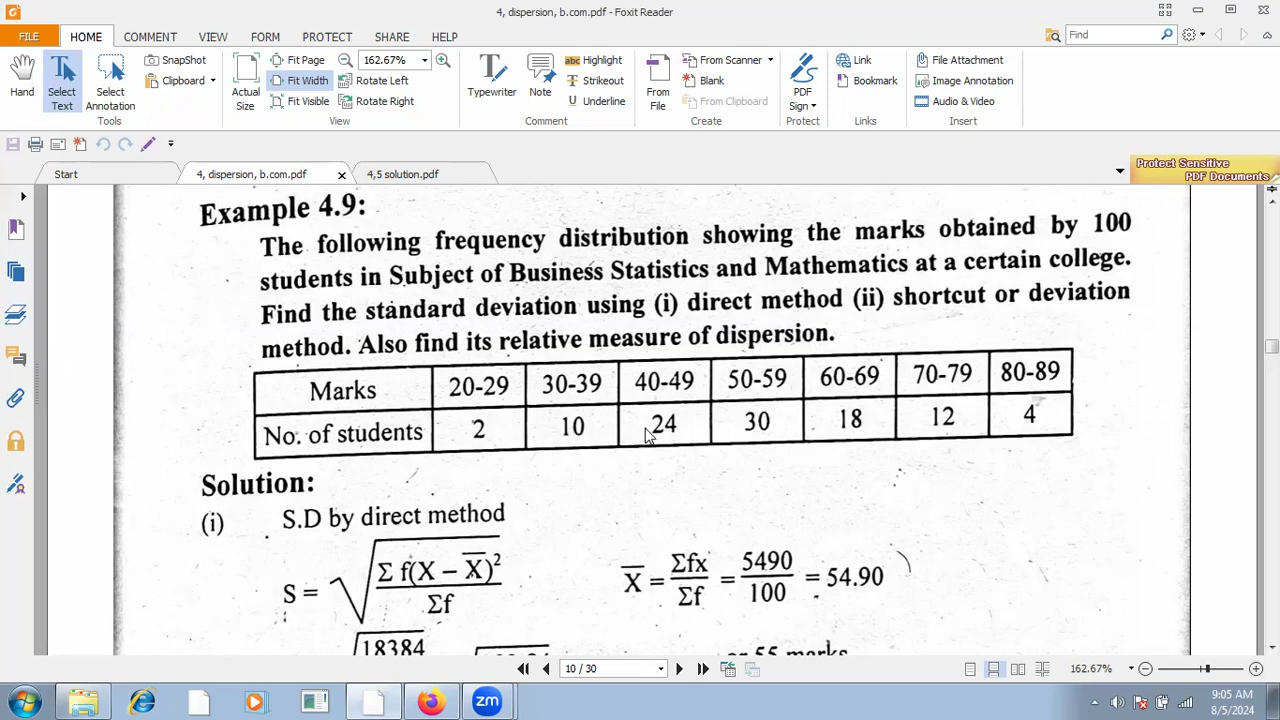 4, dispersion, b.com.pdf - Foxit Reader
FILE HOME COMMENT VIEW FORM PROTECT SHARE HELP
Find
Hand
Select Text
Select Annotation
SnapShot
Clipboard
Tools
Actual Size
Fit Page
Fit Width
Fit Visible
162.67%
Rotate Left
Rotate Right
View
Typewriter
Note
Highlight
Strikeout
Underline
Comment
From File
From Scanner
Blank
From Clipboard
Create
PDF Sign
Protect
Link
Bookmark
Links
File Attachment
Image Annotation
Audio & Video
Insert
Start
4, dispersion, b.com.pdf
4,5 solution.pdf
Protect Sensitive
PDF Documents
Example 4.9:
The following frequency distribution showing the marks obtained by 100
students in Subject of Business Statistics and Mathematics at a certain college.
Find the standard deviation using (i) direct method (ii) shortcut or deviation
method. Also find its relative measure of dispersion.
Marks 20-29 30-39 40-49 50-59 60-69 70-79 80-89
No. of students 2 10 24 30 18 12 4
Solution:
(i) S.D by direct method
S = √ Σ f(X – X̄)² / Σf
X̄ = Σfx / Σf = 5490 / 100 = 54.90
18384
or 55 marks
10 / 30
162.67%
zm
9:05 AM
8/5/2024